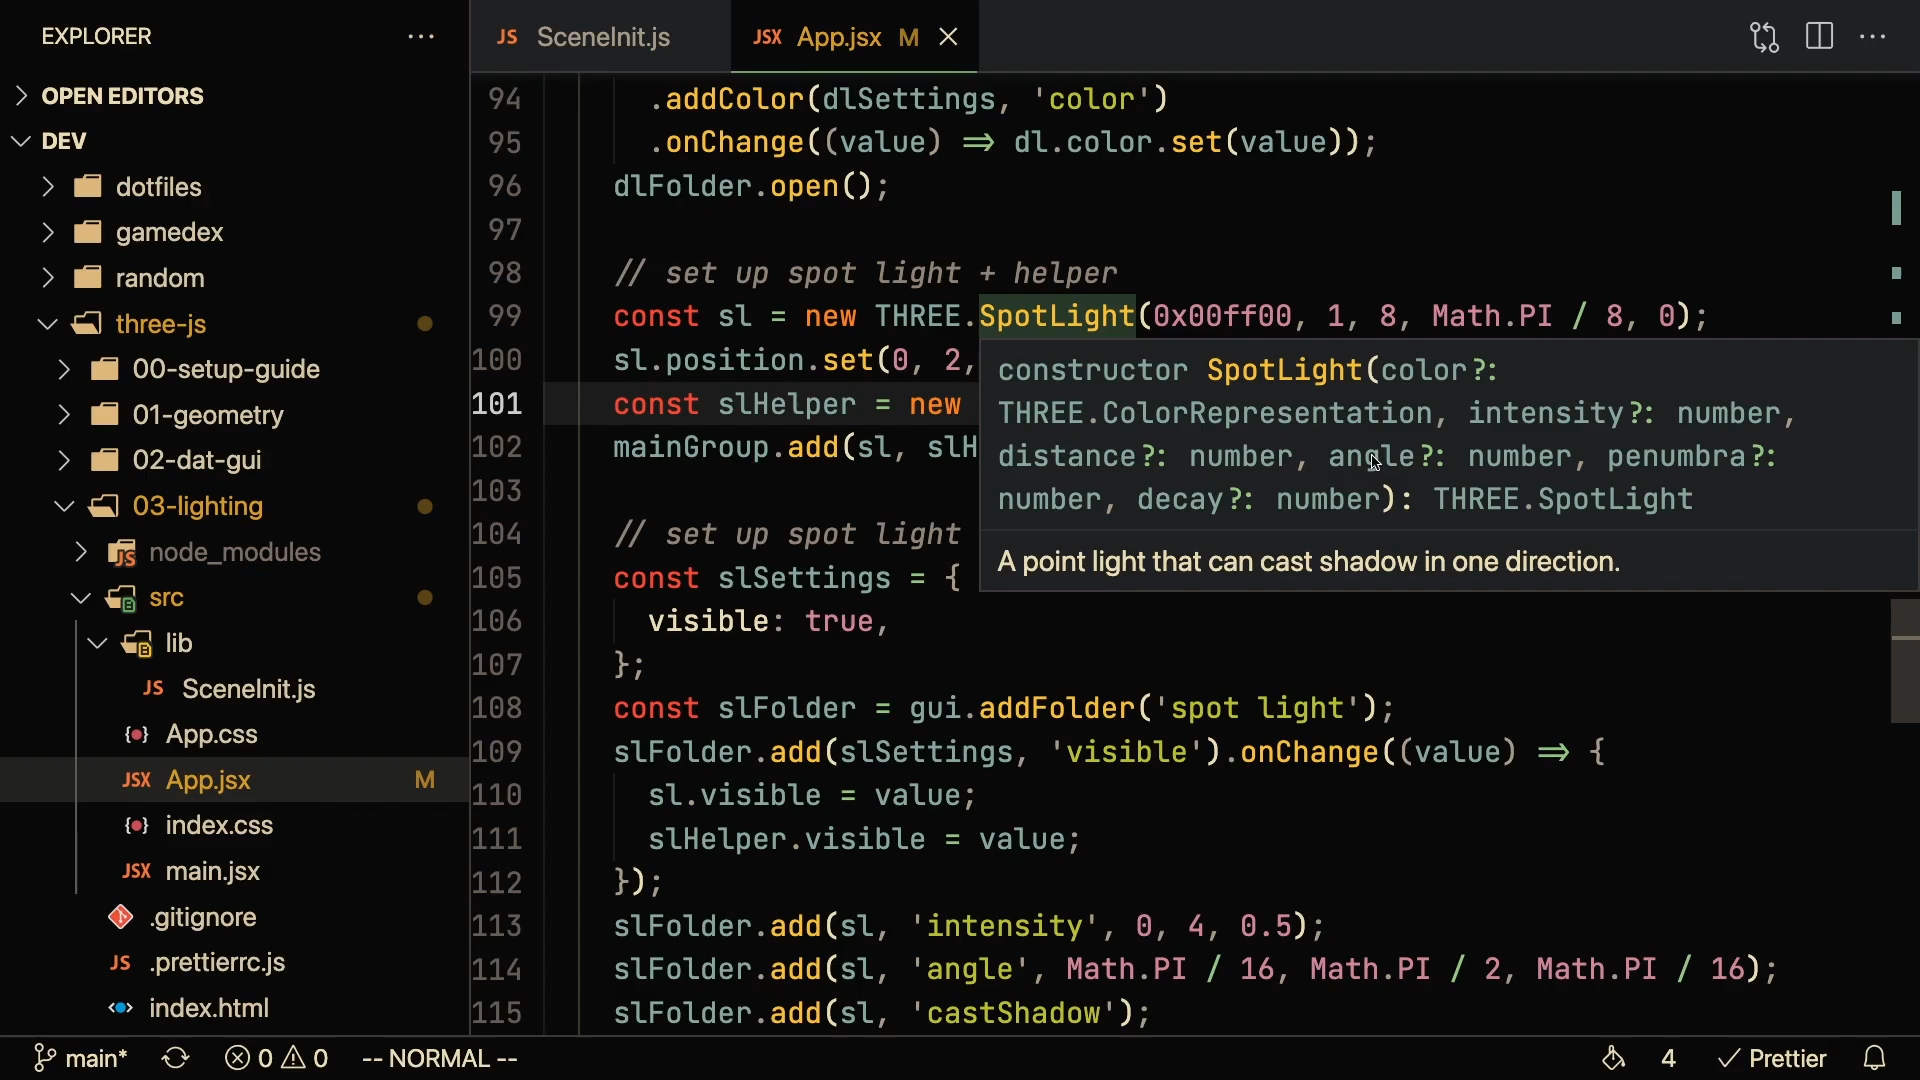 EXPLORER
OPEN EDITORS
DEV
dotfiles
gamedex
random
three-js
00-setup-guide
01-geometry
02-dat-gui
03-lighting
node_modules
src
lib
SceneInit.js
App.css
App.jsx M
index.css
main.jsx
.gitignore
.prettierrc.js
index.html
JS SceneInit.js
JSX App.jsx M
94 .addColor(dlSettings, 'color')
95 .onChange((value) => dl.color.set(value));
96 dlFolder.open();
97
98 // set up spot light + helper
99 const sl = new THREE.SpotLight(0x00ff00, 1, 8, Math.PI / 8, 0);
100 sl.position.set(0, 2,
101 const slHelper = new
102 mainGroup.add(sl, slH
103
104 // set up spot light
105 const slSettings = {
106 visible: true,
107 };
108 const slFolder = gui.addFolder('spot light');
109 slFolder.add(slSettings, 'visible').onChange((value) => {
110 sl.visible = value;
111 slHelper.visible = value;
112 });
113 slFolder.add(sl, 'intensity', 0, 4, 0.5);
114 slFolder.add(sl, 'angle', Math.PI / 16, Math.PI / 2, Math.PI / 16);
115 slFolder.add(sl, 'castShadow');
constructor SpotLight(color?:
THREE.ColorRepresentation, intensity?: number,
distance?: number, angle?: number, penumbra?:
number, decay?: number): THREE.SpotLight
A point light that can cast shadow in one direction.
main* 0 0 -- NORMAL -- 4 Prettier